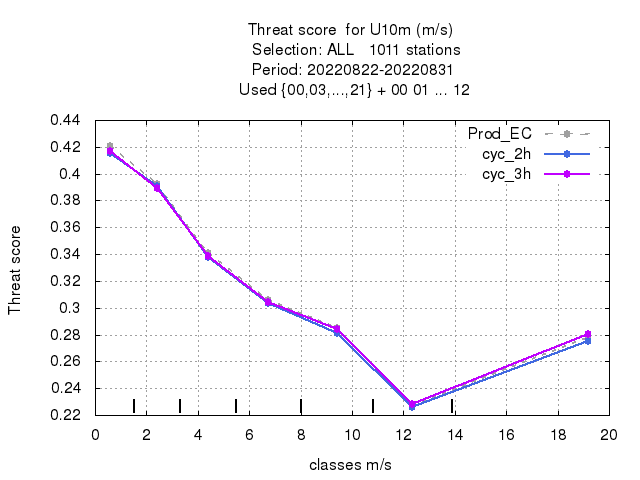 Threat score  for U10m (m/s)
Selection: ALL   1011 stations
Period: 20220822-20220831
Used {00,03,...,21} + 00 01 ... 12
Prod_EC
cyc_2h
cyc_3h
0.44
0.42
0.4
0.38
0.36
0.34
0.32
0.3
0.28
0.26
0.24
0.22
Threat score
0 2 4 6 8 10 12 14 16 18 20
classes m/s